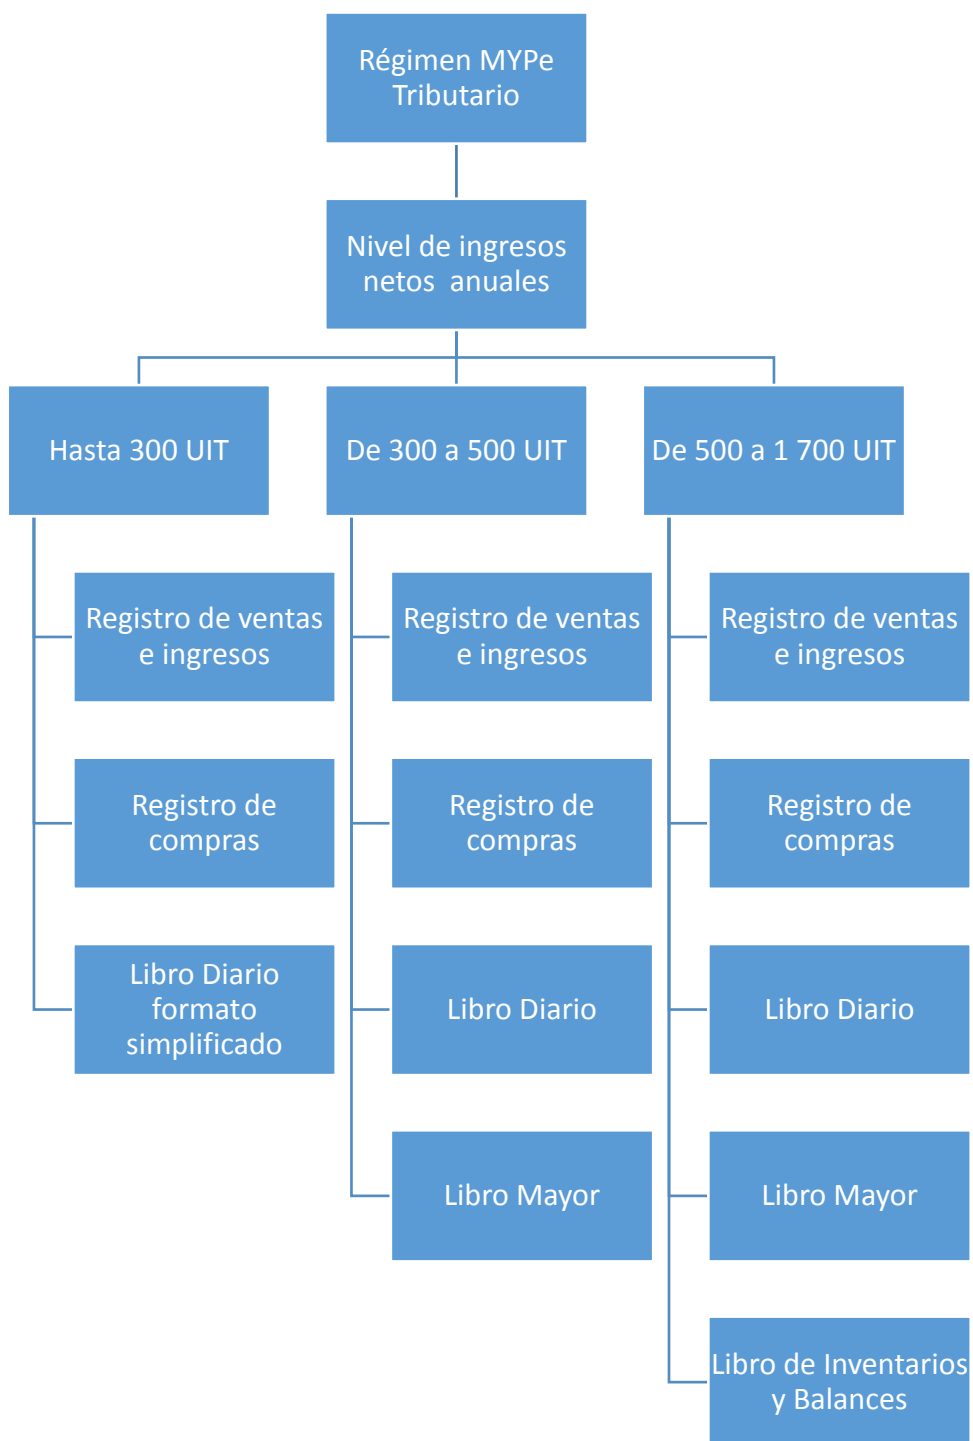 Régimen MYPe
Tributario
Nivel de ingresos
netos anuales
Hasta 300 UIT
De 300 a 500 UIT
De 500 a 1 700 UIT
Registro de ventas
e ingresos
Registro de ventas
e ingresos
Registro de ventas
e ingresos
Registro de
compras
Registro de
compras
Registro de
compras
Libro Diario
formato
simplificado
Libro Diario
Libro Diario
Libro Mayor
Libro Mayor
Libro de Inventarios
y Balances